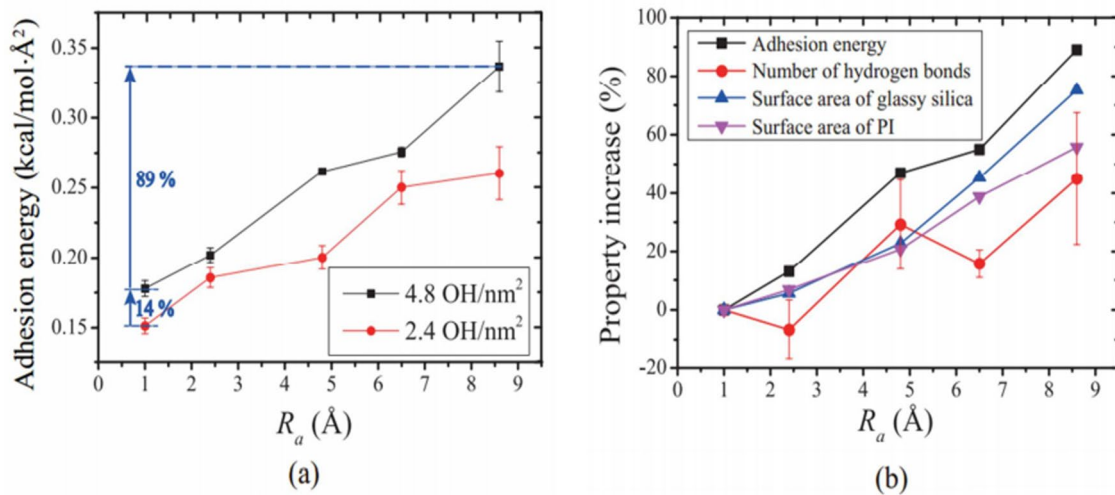 0.35
0.30
0.25
0.20
0.15
Adhesion energy (kcal/mol·Å²)
89 %
14 %
4.8 OH/nm²
2.4 OH/nm²
0 1 2 3 4 5 6 7 8 9
Rₐ (Å)
(a)
100
80
60
40
20
0
-20
Property increase (%)
Adhesion energy
Number of hydrogen bonds
Surface area of glassy silica
Surface area of PI
0 1 2 3 4 5 6 7 8 9
Rₐ (Å)
(b)